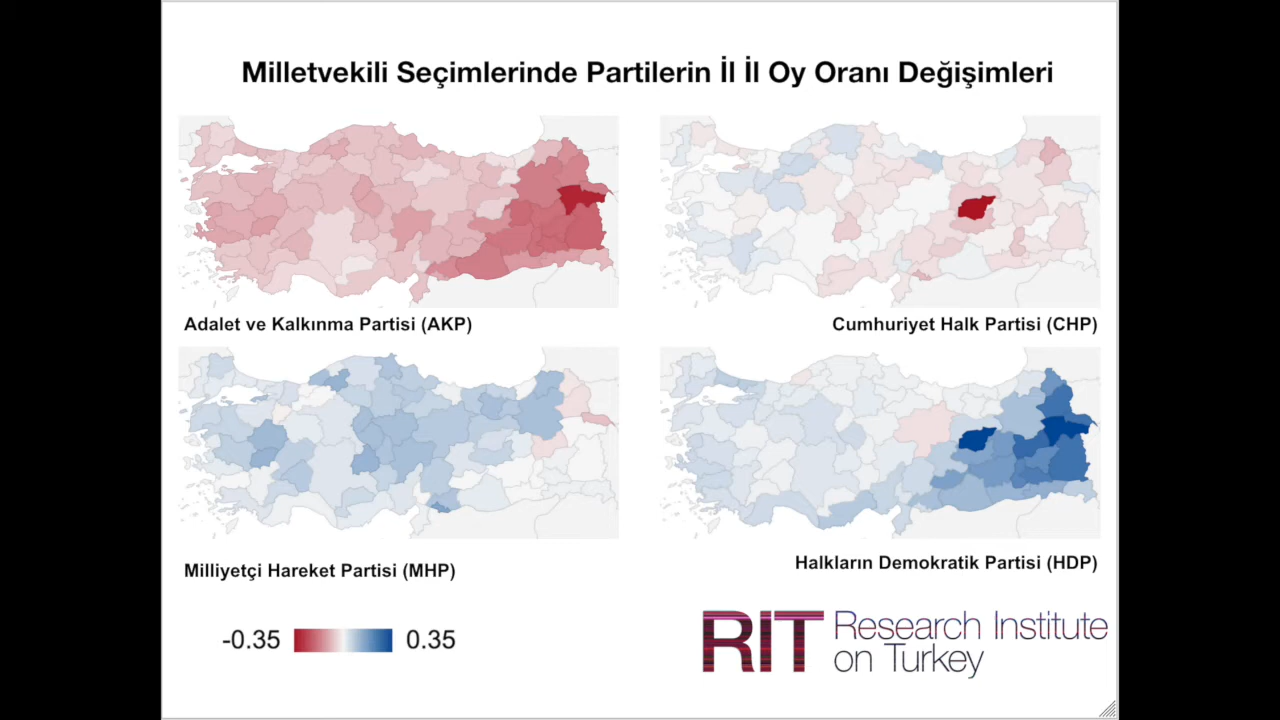 Milletvekili Seçimlerinde Partilerin İl İl Oy Oranı Değişimleri
Adalet ve Kalkınma Partisi (AKP)
Cumhuriyet Halk Partisi (CHP)
Milliyetçi Hareket Partisi (MHP)
Halkların Demokratik Partisi (HDP)
-0.35 0.35
RIT Research Institute
on Turkey